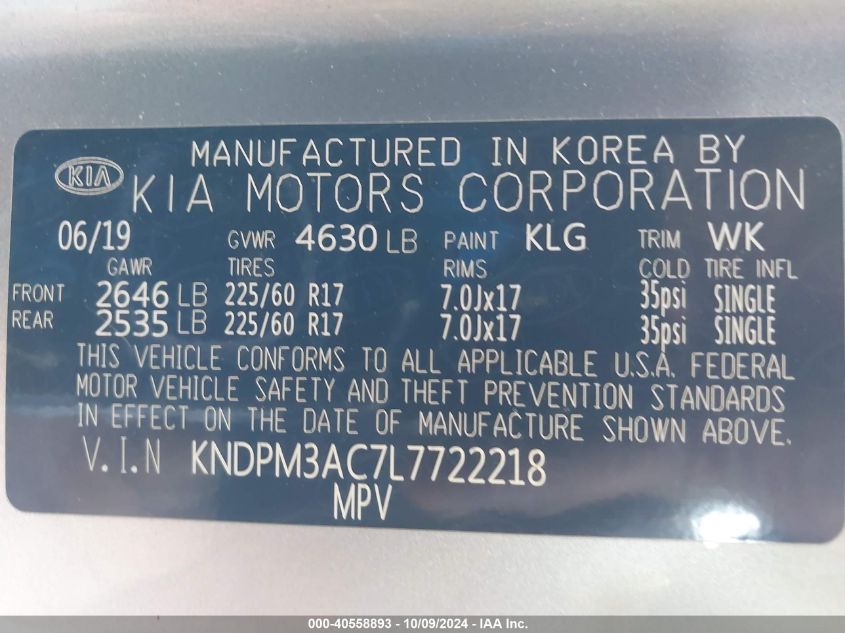 MANUFACTURED IN KOREA BY
KIA
KIA MOTORS CORPORATION
06/19 GVWR 4630 LB PAINT KLG TRIM WK
GAWR TIRES RIMS COLD TIRE INFL
FRONT 2646 LB 225/60 R17 7.0Jx17 35psi SINGLE
REAR 2535 LB 225/60 R17 7.0Jx17 35psi SINGLE
THIS VEHICLE CONFORMS TO ALL APPLICABLE U.S.A. FEDERAL
MOTOR VEHICLE SAFETY AND THEFT PREVENTION STANDARDS
IN EFFECT ON THE DATE OF MANUFACTURE SHOWN ABOVE.
V.I.N KNDPM3AC7L7722218
MPV
000-40558893 - 10/09/2024 - IAA Inc.